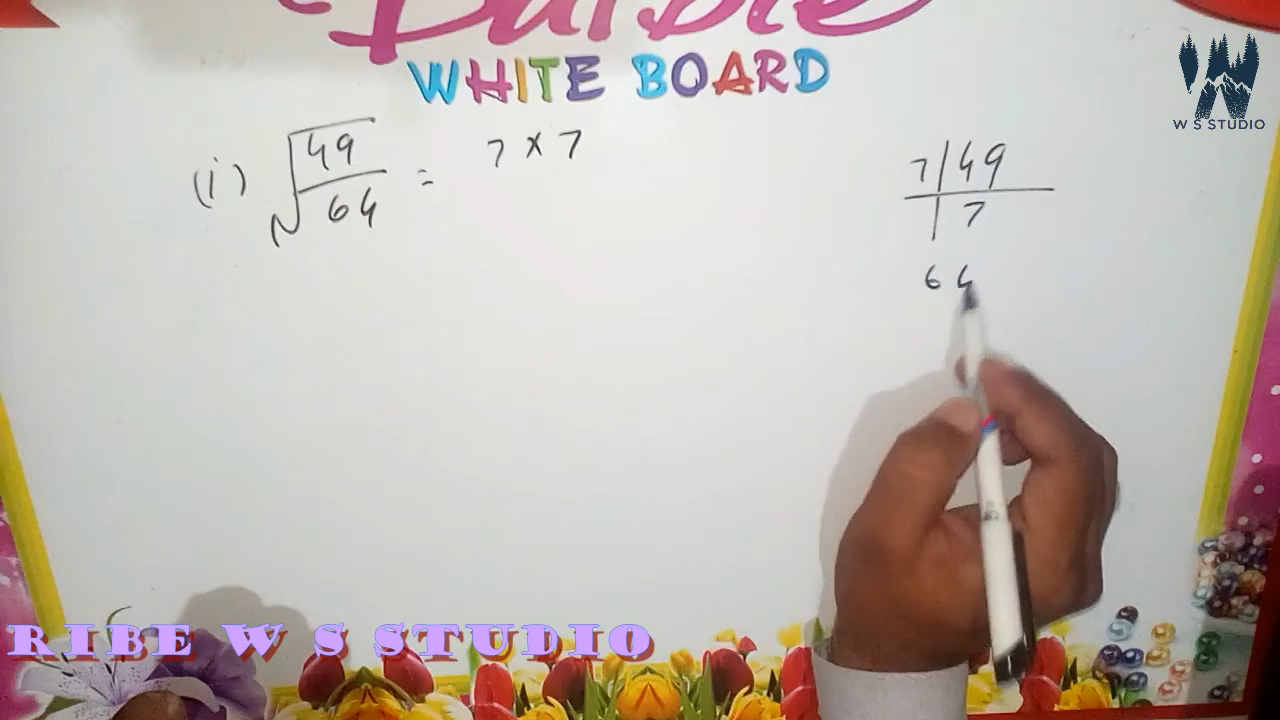 Barbie
WHITE BOARD
W S STUDIO
(i) √49/64 = 7 × 7
7 | 49
7
64
RIBE W S STUDIO